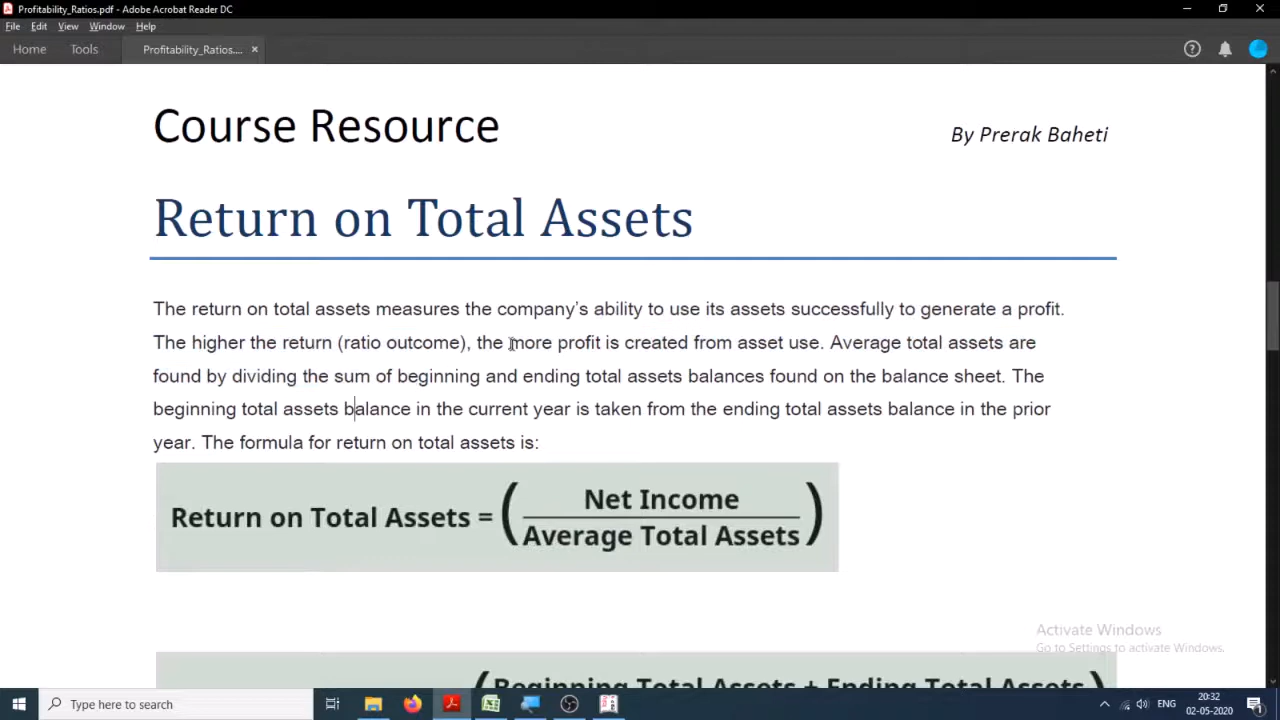 Profitability_Ratios.pdf - Adobe Acrobat Reader DC
File Edit View Window Help
Home Tools Profitability_Ratios.... ×
Course Resource
By Prerak Baheti
Return on Total Assets
The return on total assets measures the company’s ability to use its assets successfully to generate a profit.
The higher the return (ratio outcome), the more profit is created from asset use. Average total assets are
found by dividing the sum of beginning and ending total assets balances found on the balance sheet. The
beginning total assets balance in the current year is taken from the ending total assets balance in the prior
year. The formula for return on total assets is:
Return on Total Assets = ( Net Income
Average Total Assets )
Activate Windows
Go to Settings to activate Windows.
(Beginning Total Assets + Ending Total Assets)
Type here to search
ENG
20:32
02-05-2020